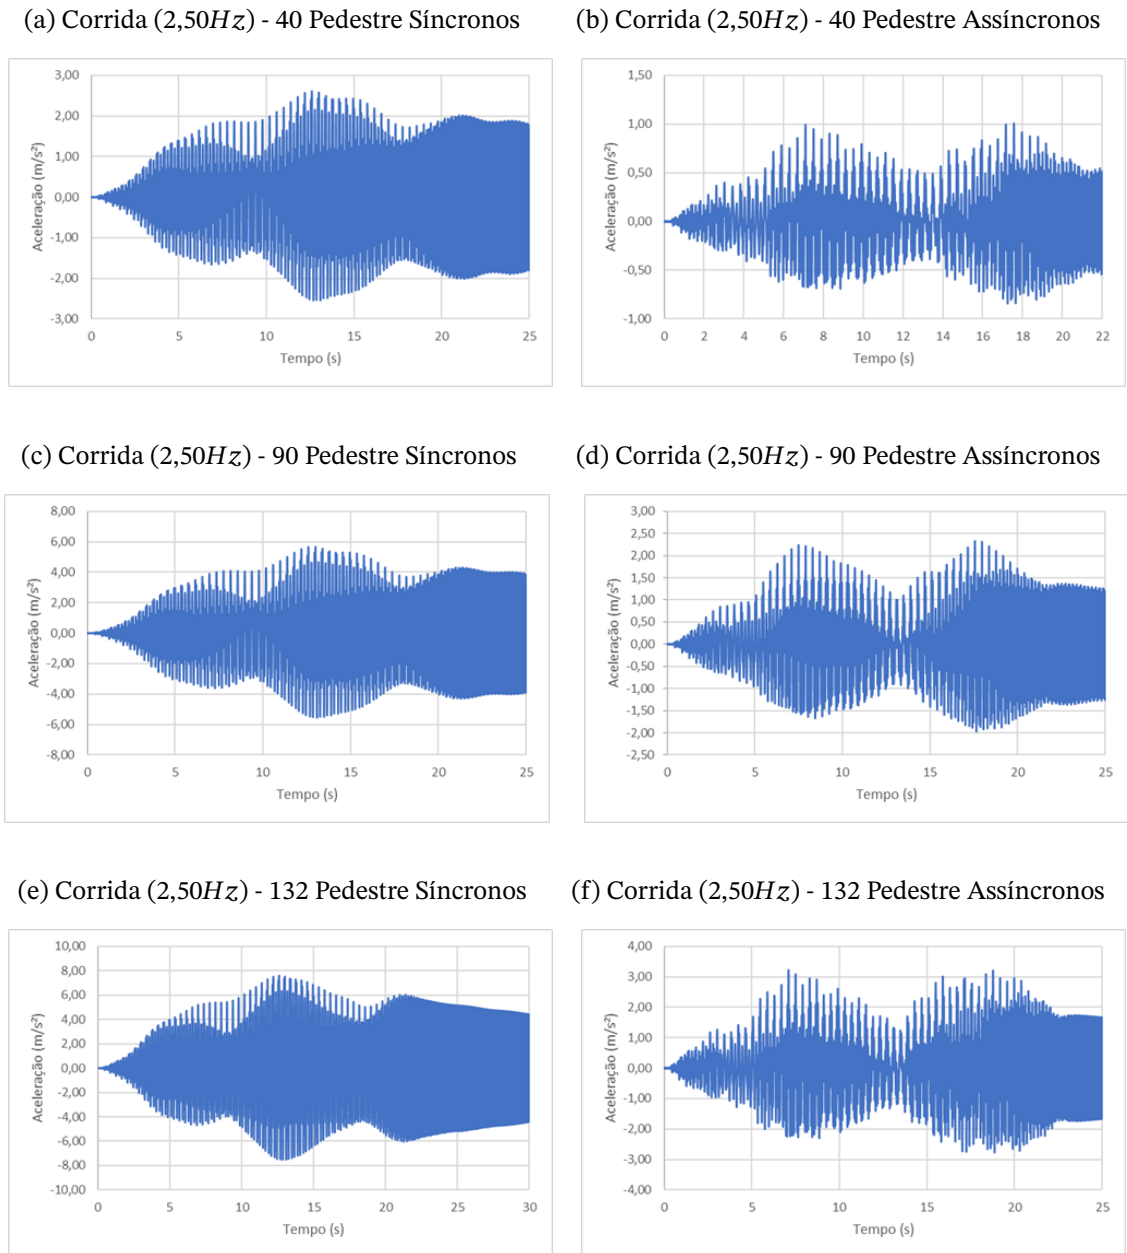 (a) Corrida (2,50Hz) - 40 Pedestre Síncronos
(b) Corrida (2,50Hz) - 40 Pedestre Assíncronos
3,00
2,00
1,00
0,00
-1,00
-2,00
-3,00
Aceleração (m/s²)
0 5 10 15 20 25
Tempo (s)
1,50
1,00
0,50
0,00
-0,50
-1,00
Aceleração (m/s²)
0 2 4 6 8 10 12 14 16 18 20 22
Tempo (s)
(c) Corrida (2,50Hz) - 90 Pedestre Síncronos
(d) Corrida (2,50Hz) - 90 Pedestre Assíncronos
8,00
6,00
4,00
2,00
0,00
-2,00
-4,00
-6,00
-8,00
Aceleração (m/s²)
0 5 10 15 20 25
Tempo (s)
3,00
2,50
2,00
1,50
1,00
0,50
0,00
-0,50
-1,00
-1,50
-2,00
-2,50
Aceleração (m/s²)
0 5 10 15 20 25
Tempo (s)
(e) Corrida (2,50Hz) - 132 Pedestre Síncronos
(f) Corrida (2,50Hz) - 132 Pedestre Assíncronos
10,00
8,00
6,00
4,00
2,00
0,00
-2,00
-4,00
-6,00
-8,00
-10,00
Aceleração (m/s²)
0 5 10 15 20 25 30
Tempo (s)
4,00
3,00
2,00
1,00
0,00
-1,00
-2,00
-3,00
-4,00
Aceleração (m/s²)
0 5 10 15 20 25
Tempo (s)